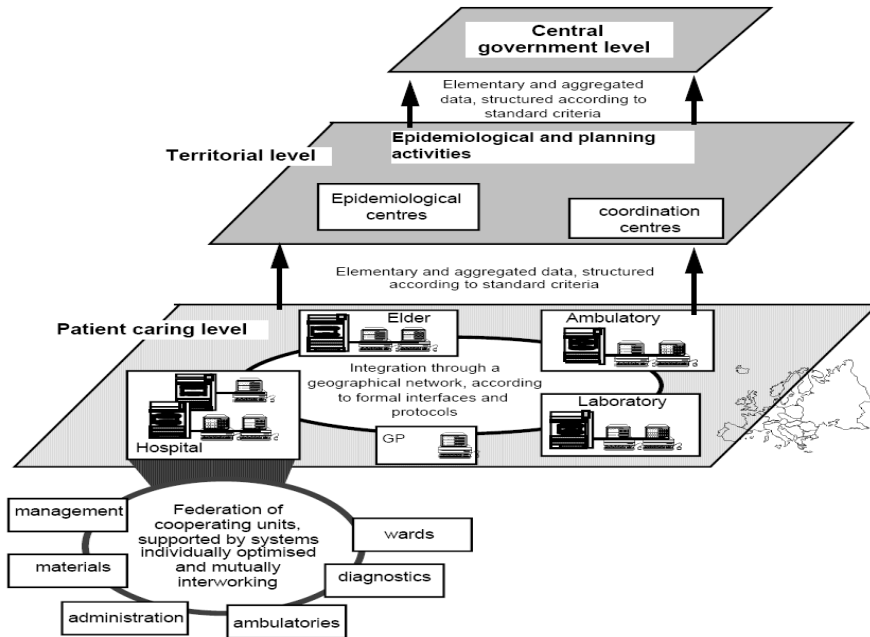 Central
government level
Elementary and aggregated
data, structured according to
standard criteria
Territorial level
Epidemiological and planning
activities
Epidemiological
centres
coordination
centres
Elementary and aggregated data, structured
according to standard criteria
Patient caring level
Elder
Ambulatory
Integration through a
geographical network, according
to formal interfaces and
protocols
Hospital
GP
Laboratory
management
materials
administration
ambulatories
diagnostics
wards
Federation of
cooperating units,
supported by systems
individually optimised
and mutually
interworking